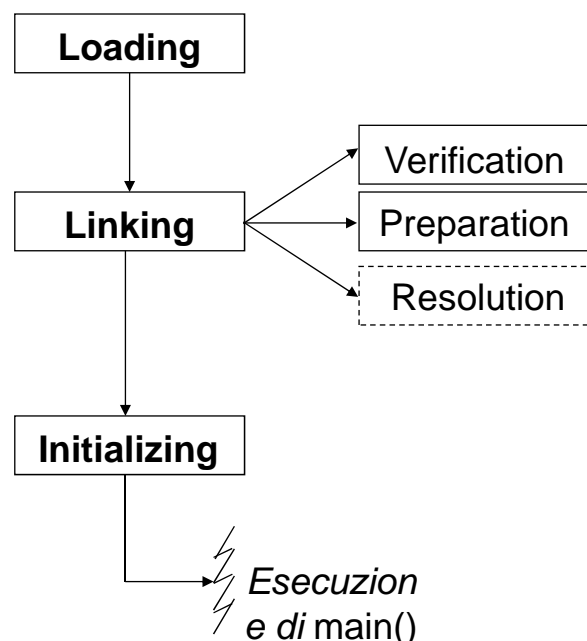 Loading
Verification
Linking
Preparation
Resolution
Initializing
Esecuzion
e di main()